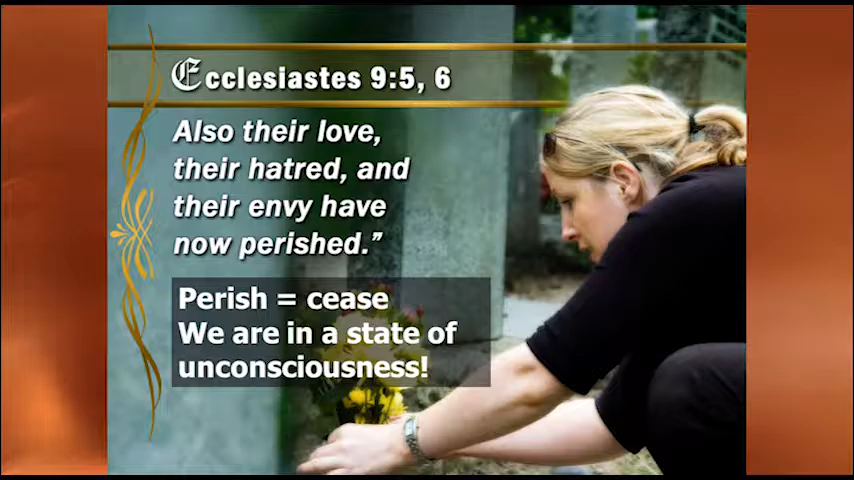 Ecclesiastes 9:5, 6
Also their love,
their hatred, and
their envy have
now perished.”
Perish = cease
We are in a state of
unconsciousness!